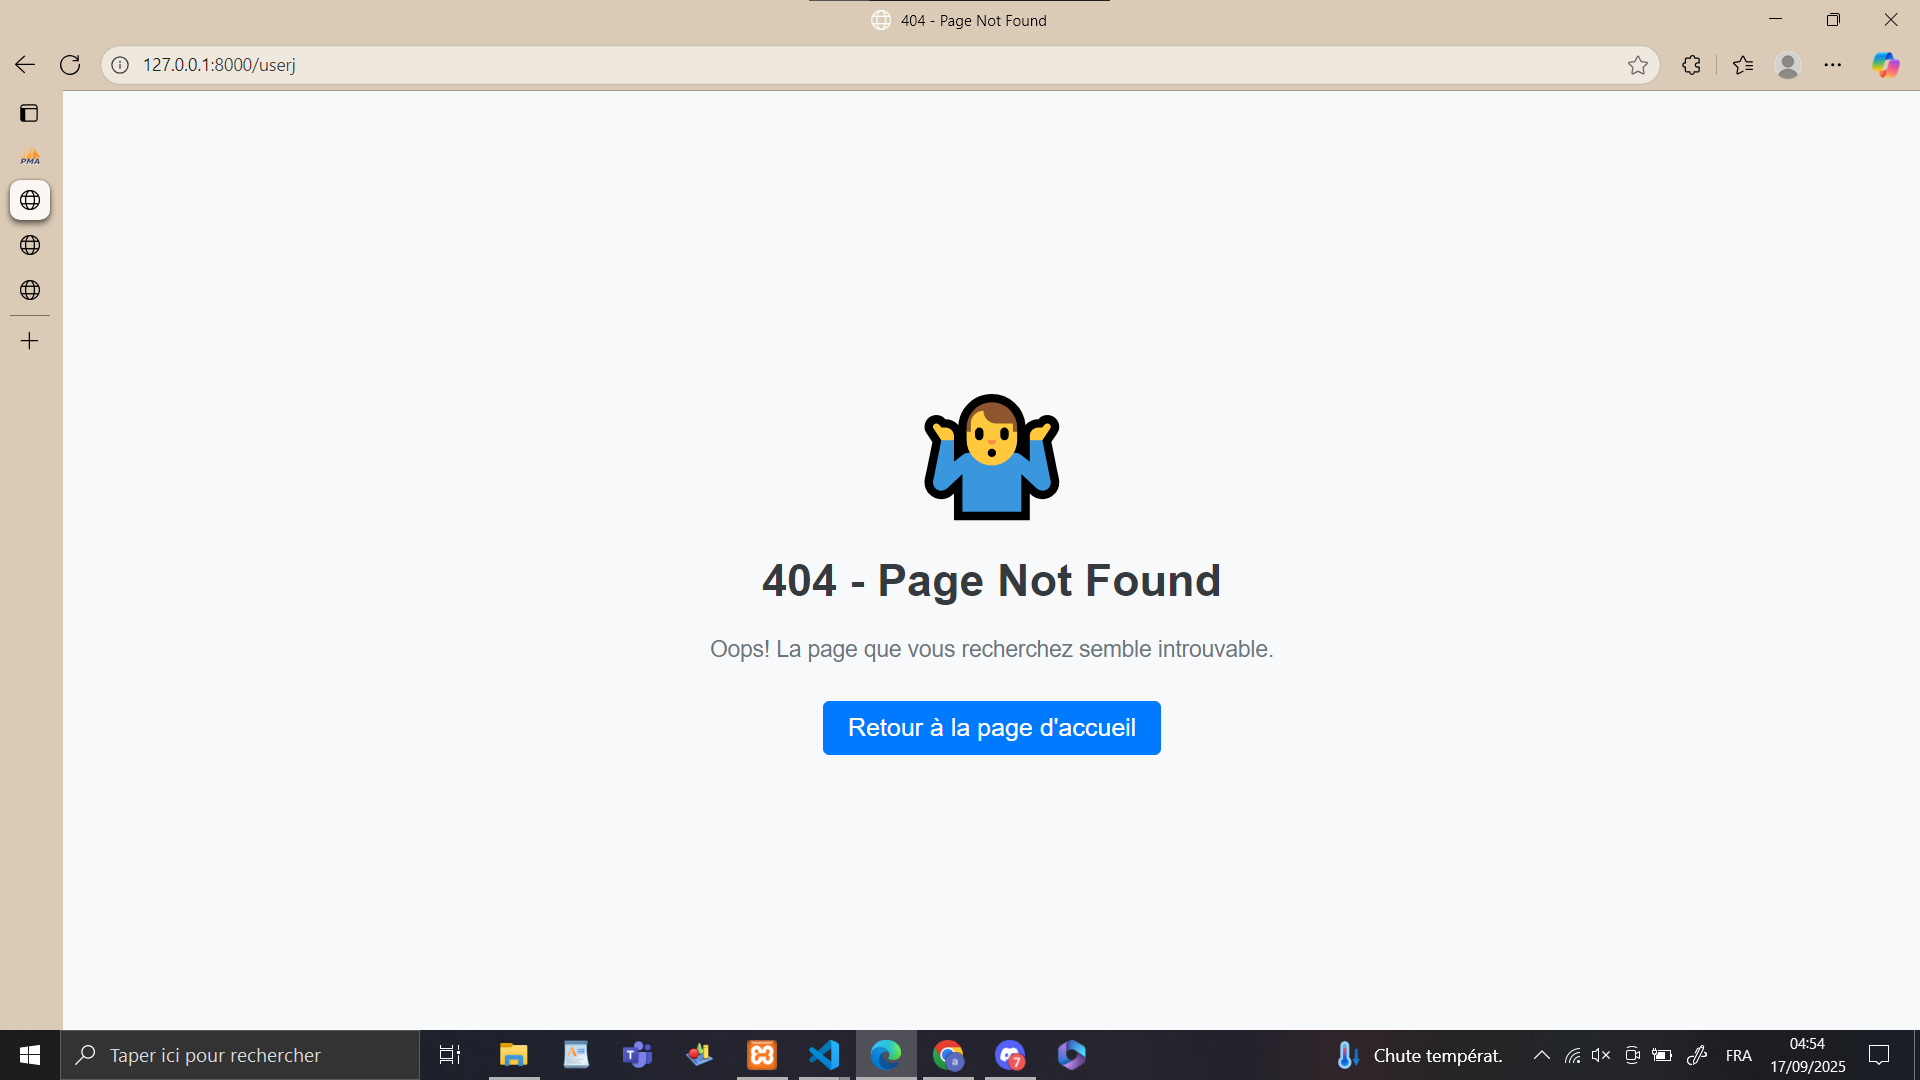 404 - Page Not Found
127.0.0.1:8000/userj
PMA
404 - Page Not Found
Oops! La page que vous recherchez semble introuvable.
Retour à la page d'accueil
Taper ici pour rechercher
a
7
Chute températ.
FRA
04:54
17/09/2025